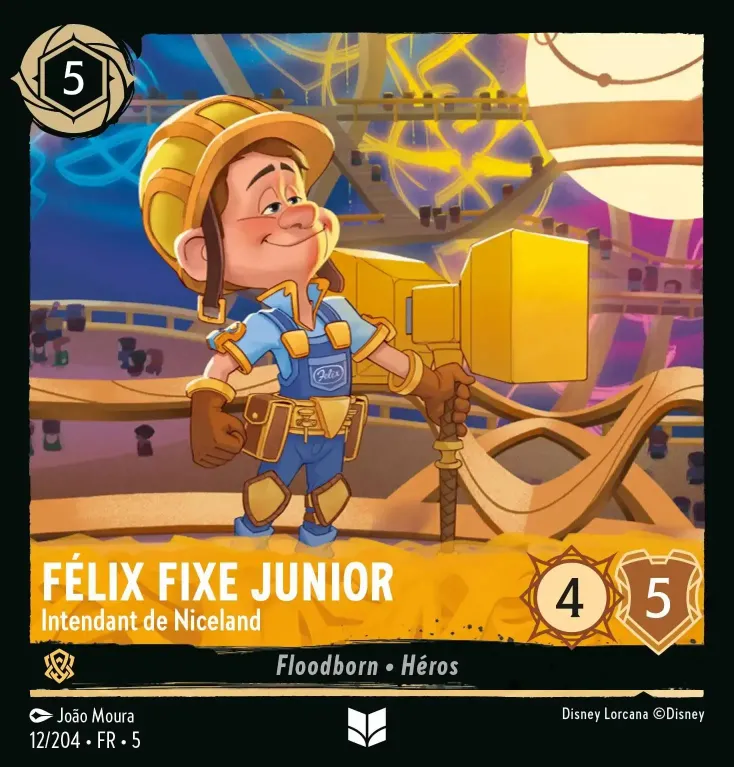 5
Felix
FÉLIX FIXE JUNIOR
Intendant de Niceland
4
5
Floodborn • Héros
João Moura
12/204 • FR • 5
Disney Lorcana ©Disney